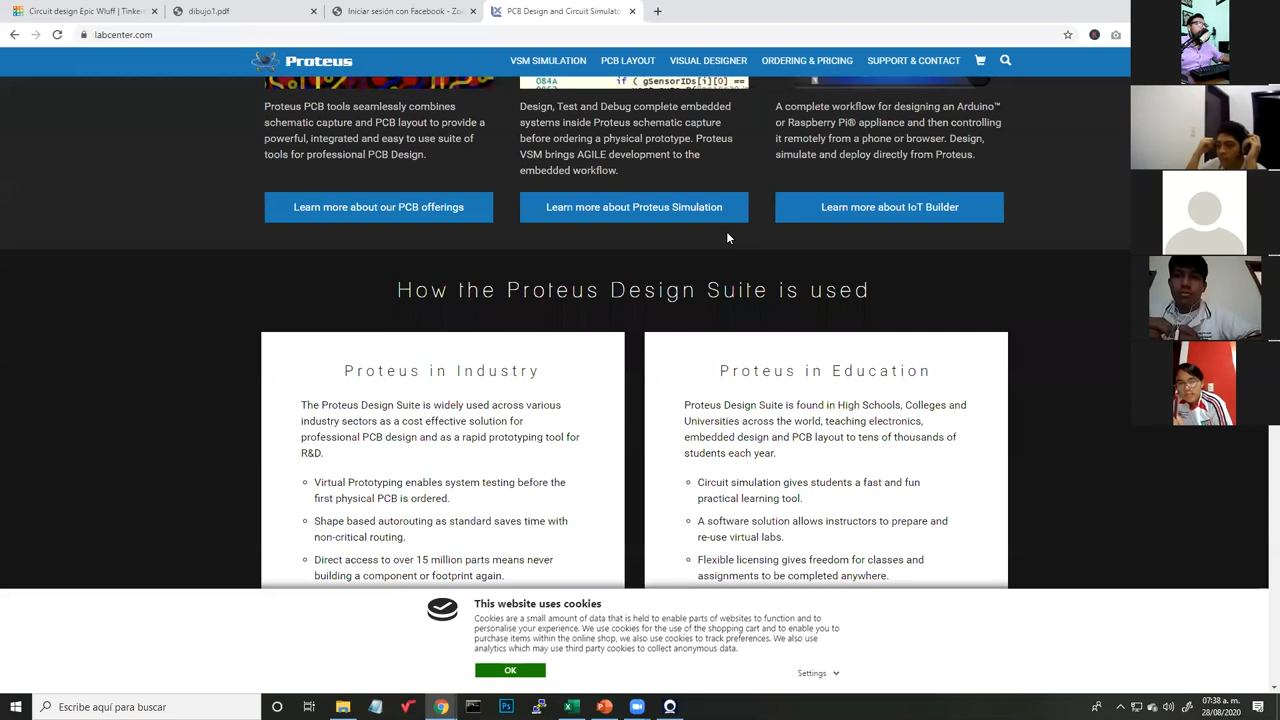 Circuit design Epic Wluff | Tinker
dibujo1.pdf
Iniciar sesión con Facebook - Zo
PCB Design and Circuit Simulato
labcenter.com
Proteus
VSM SIMULATION
PCB LAYOUT
VISUAL DESIGNER
ORDERING & PRICING
SUPPORT & CONTACT
084A if ( gSensorIDs[i][0] ==
Proteus PCB tools seamlessly combines
schematic capture and PCB layout to provide a
powerful, integrated and easy to use suite of
tools for professional PCB Design.
Learn more about our PCB offerings
Design, Test and Debug complete embedded
systems inside Proteus schematic capture
before ordering a physical prototype. Proteus
VSM brings AGILE development to the
embedded workflow.
Learn more about Proteus Simulation
A complete workflow for designing an Arduino™
or Raspberry Pi® appliance and then controlling
it remotely from a phone or browser. Design,
simulate and deploy directly from Proteus.
Learn more about IoT Builder
How the Proteus Design Suite is used
Proteus in Industry
The Proteus Design Suite is widely used across various
industry sectors as a cost effective solution for
professional PCB design and as a rapid prototyping tool for
R&D.
Virtual Prototyping enables system testing before the
first physical PCB is ordered.
Shape based autorouting as standard saves time with
non-critical routing.
Direct access to over 15 million parts means never
building a component or footprint again.
Proteus in Education
Proteus Design Suite is found in High Schools, Colleges and
Universities across the world, teaching electronics,
embedded design and PCB layout to tens of thousands of
students each year.
Circuit simulation gives students a fast and fun
practical learning tool.
A software solution allows instructors to prepare and
re-use virtual labs.
Flexible licensing gives freedom for classes and
assignments to be completed anywhere.
This website uses cookies
Cookies are a small amount of data that is held to enable parts of websites to function and to
personalise your experience. We use cookies for the use of the shopping cart and to enable you to
purchase items within the online shop, we also use cookies to track preferences. We also use
analytics which may use third party cookies to collect anonymous data.
OK
Settings
Escribe aquí para buscar
07:38 a. m.
28/08/2020